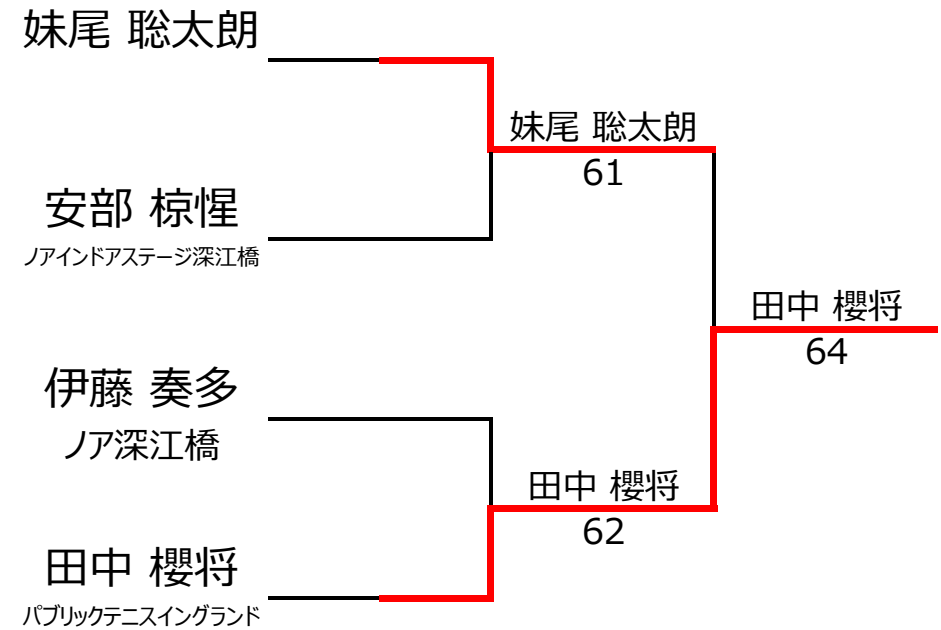 妹尾 聡太朗
妹尾 聡太朗
61
安部 椋惺
ノアインドアステージ深江橋
田中 櫻将
64
伊藤 奏多
ノア深江橋
田中 櫻将
62
田中 櫻将
パブリックテニスイングランド